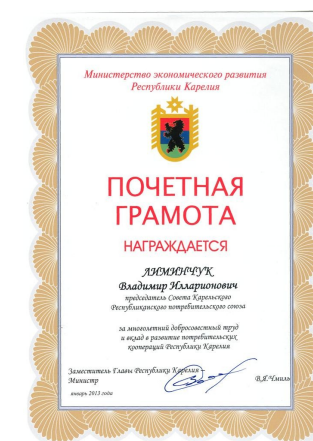 Министерство экономического развития
Республики Карелия
ПОЧЕТНАЯ
ГРАМОТА
НАГРАЖДАЕТСЯ
ЛИМИНЧУК
Владимир Илларионович
председатель Совета Карельского
Республиканского потребительского союза
за многолетний добросовестный труд
и вклад в развитие потребительских
коопераций Республики Карелия
Заместитель Главы Республики Карелия -
Министр
В.Я.Чмиль
январь 2013 года